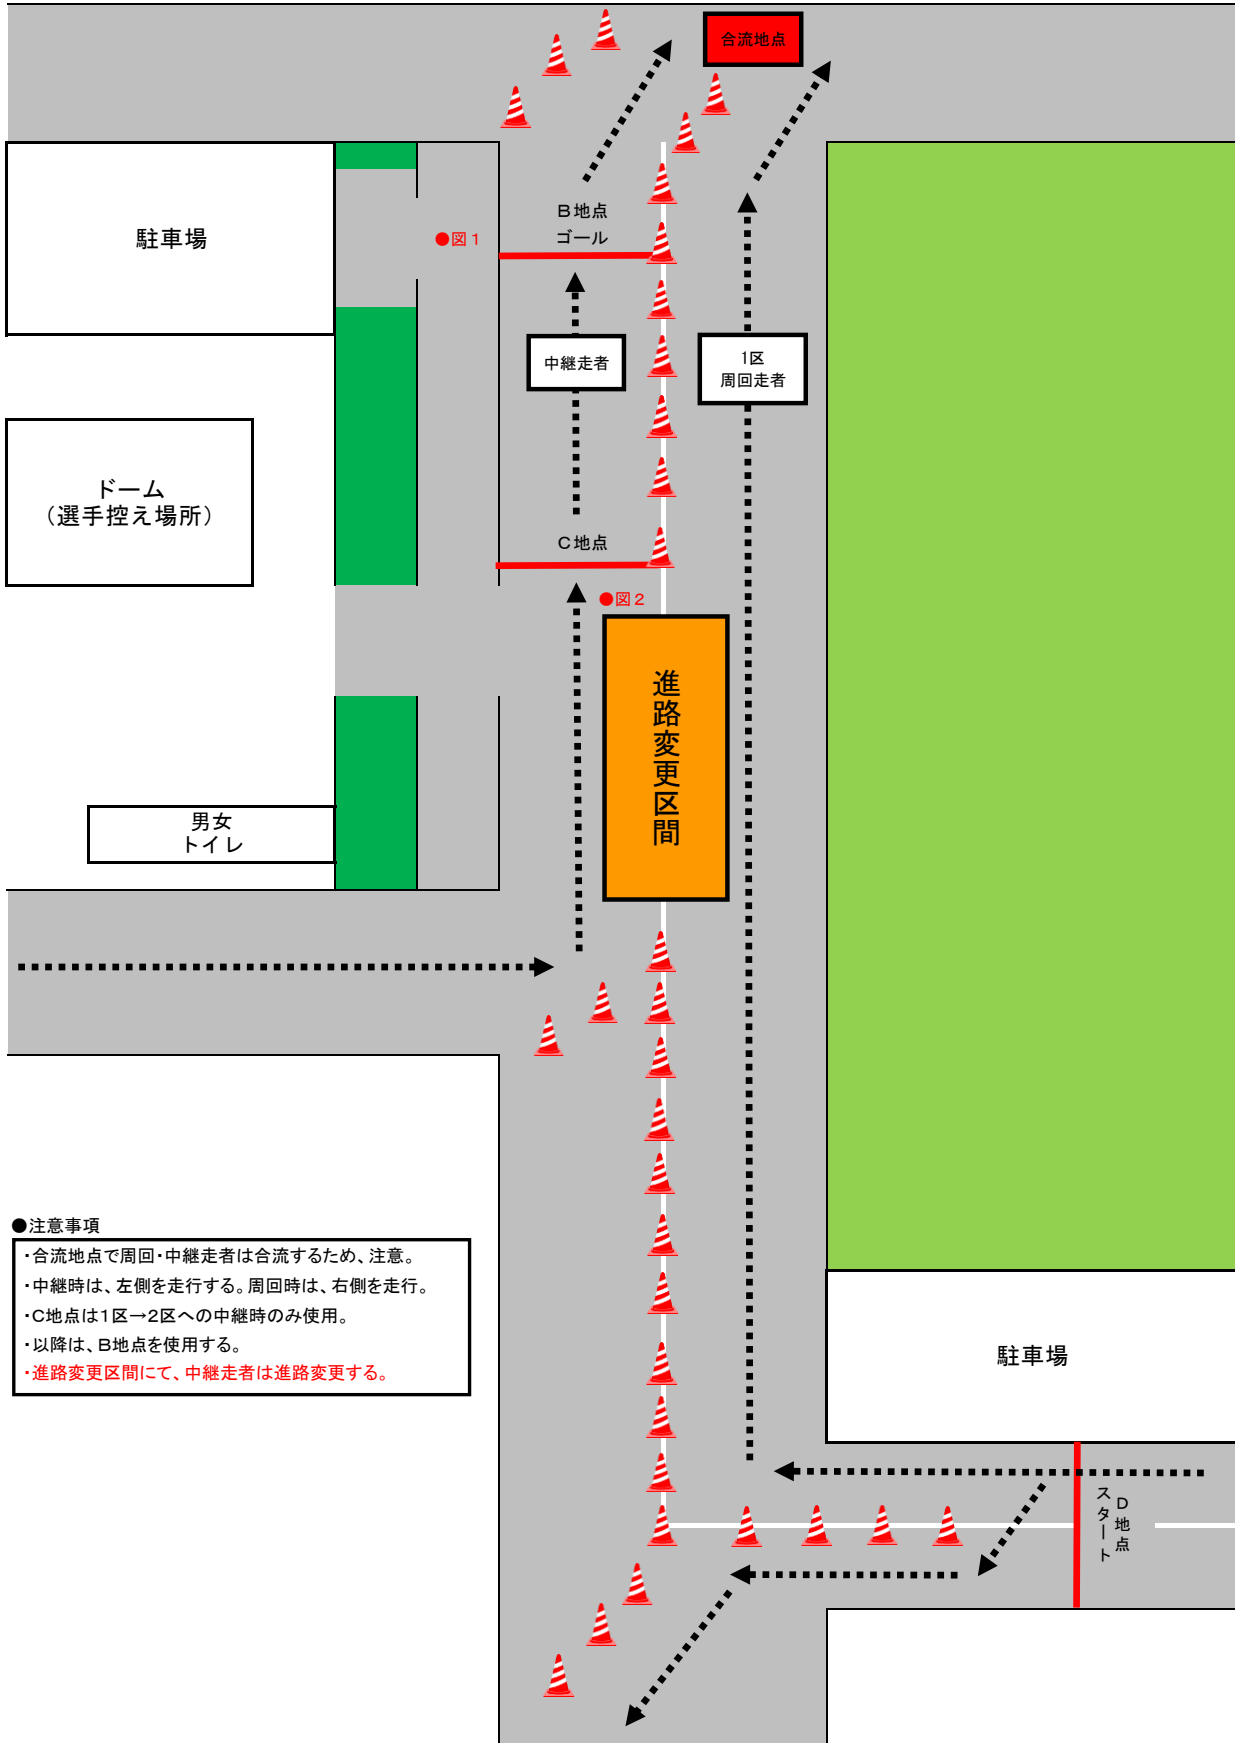 合流地点
B地点
ゴール
駐車場
●図1
中継走者
1区
周回走者
ドーム
（選手控え場所）
C地点
●図2
進路変更区間
男女
トイレ
●注意事項
・合流地点で周回・中継走者は合流するため、注意。
・中継時は、左側を走行する。周回時は、右側を走行。
・C地点は1区→2区への中継時のみ使用。
・以降は、B地点を使用する。
・進路変更区間にて、中継走者は進路変更する。
駐車場
D地点
スタート